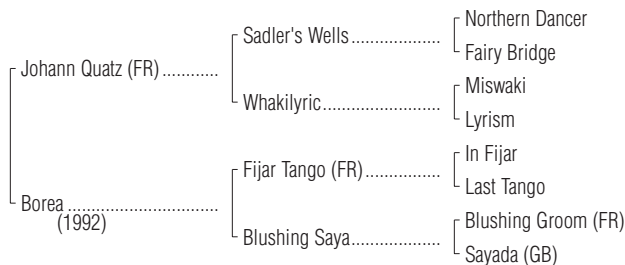 Northern Dancer
Sadler's Wells
Fairy Bridge
Johann Quatz (FR)
Miswaki
Whakilyric
Lyrism
In Fijar
Fijar Tango (FR)
Last Tango
Borea
(1992)
Blushing Groom (FR)
Blushing Saya
Sayada (GB)